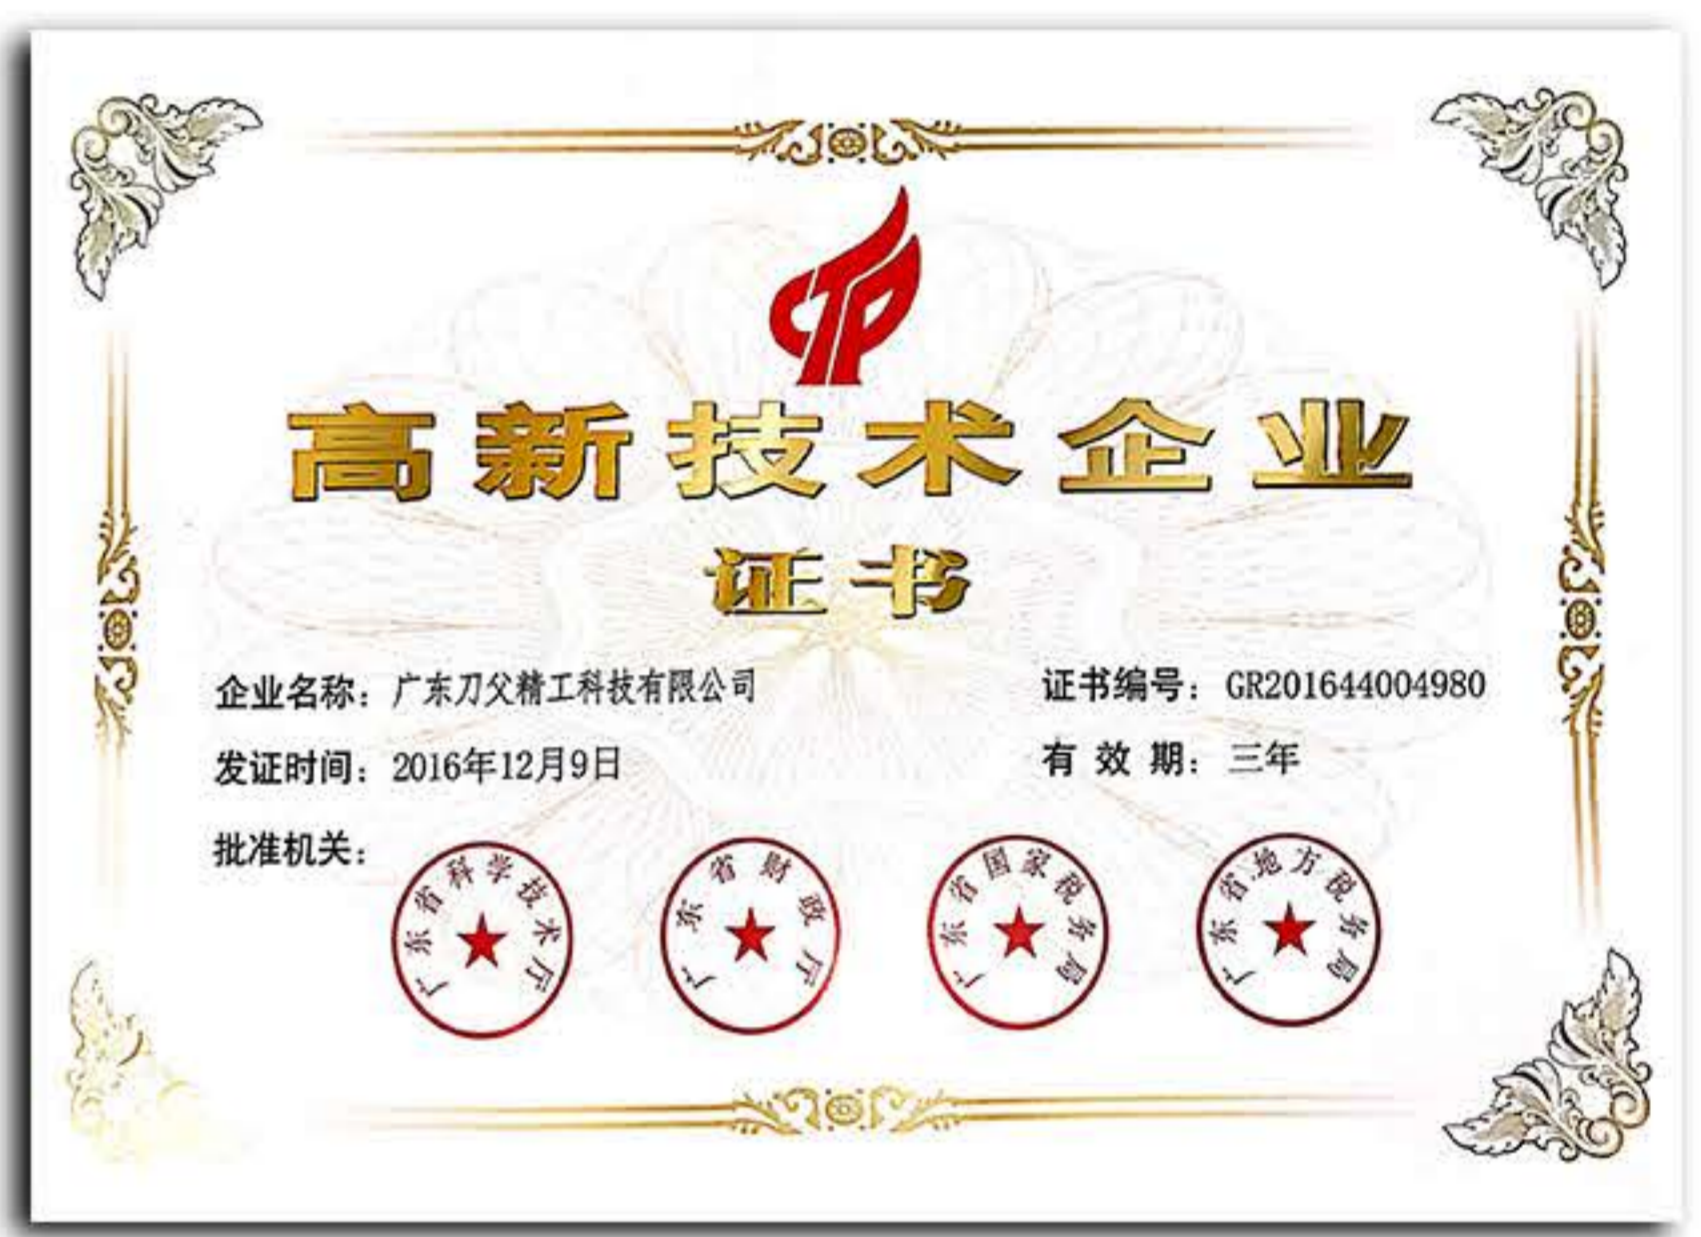 CTP
高新技术企业
证书
企业名称：广东刀父精工科技有限公司
证书编号：GR201644004980
发证时间：2016年12月9日
有效期：三年
批准机关：
广东省科学技术厅
广东省财政厅
广东省国家税务局
广东省地方税务局